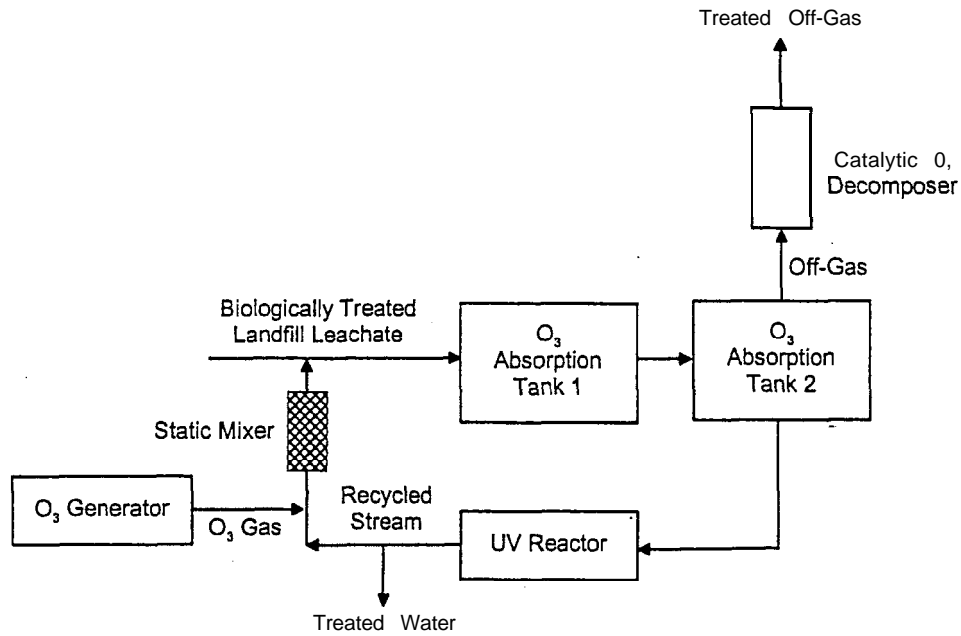 Treated Off-Gas
Catalytic 0,
Decomposer
Off-Gas
Biologically Treated
Landfill Leachate
O₃
Absorption
Tank 1
O₃
Absorption
Tank 2
Static Mixer
O₃ Generator
O₃ Gas
Recycled
Stream
UV Reactor
Treated Water